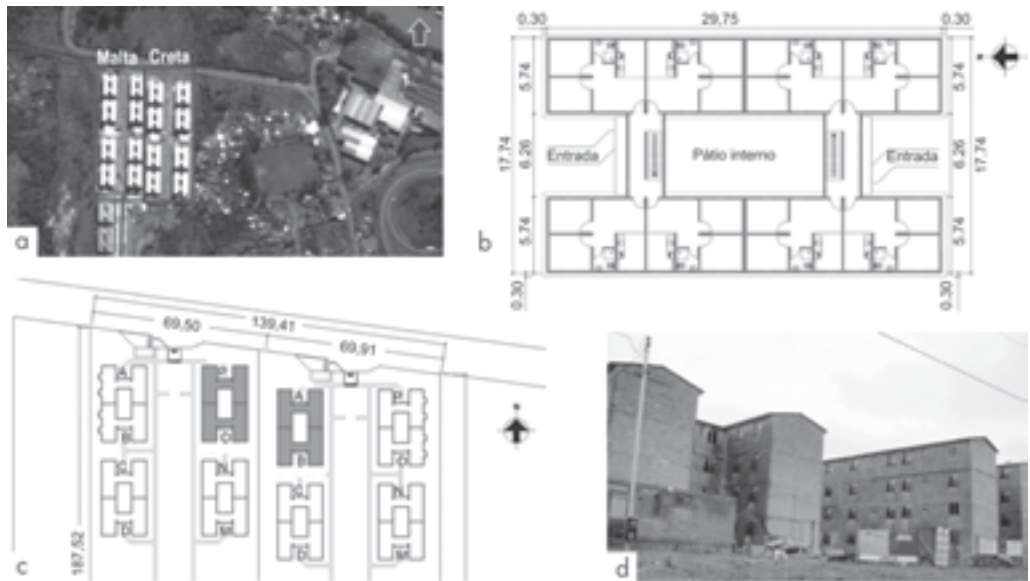 Malta Creta
a
0.30 29,75 0.30
5.74 5.74
17.74 6.26 Entrada Pátio interno Entrada 6.26 17.74
5.74 5.74
b
0.30 0.30
139,41
69,50
69,91
A P A P
B O B O
C N C N
D M D M
187,52
c
d